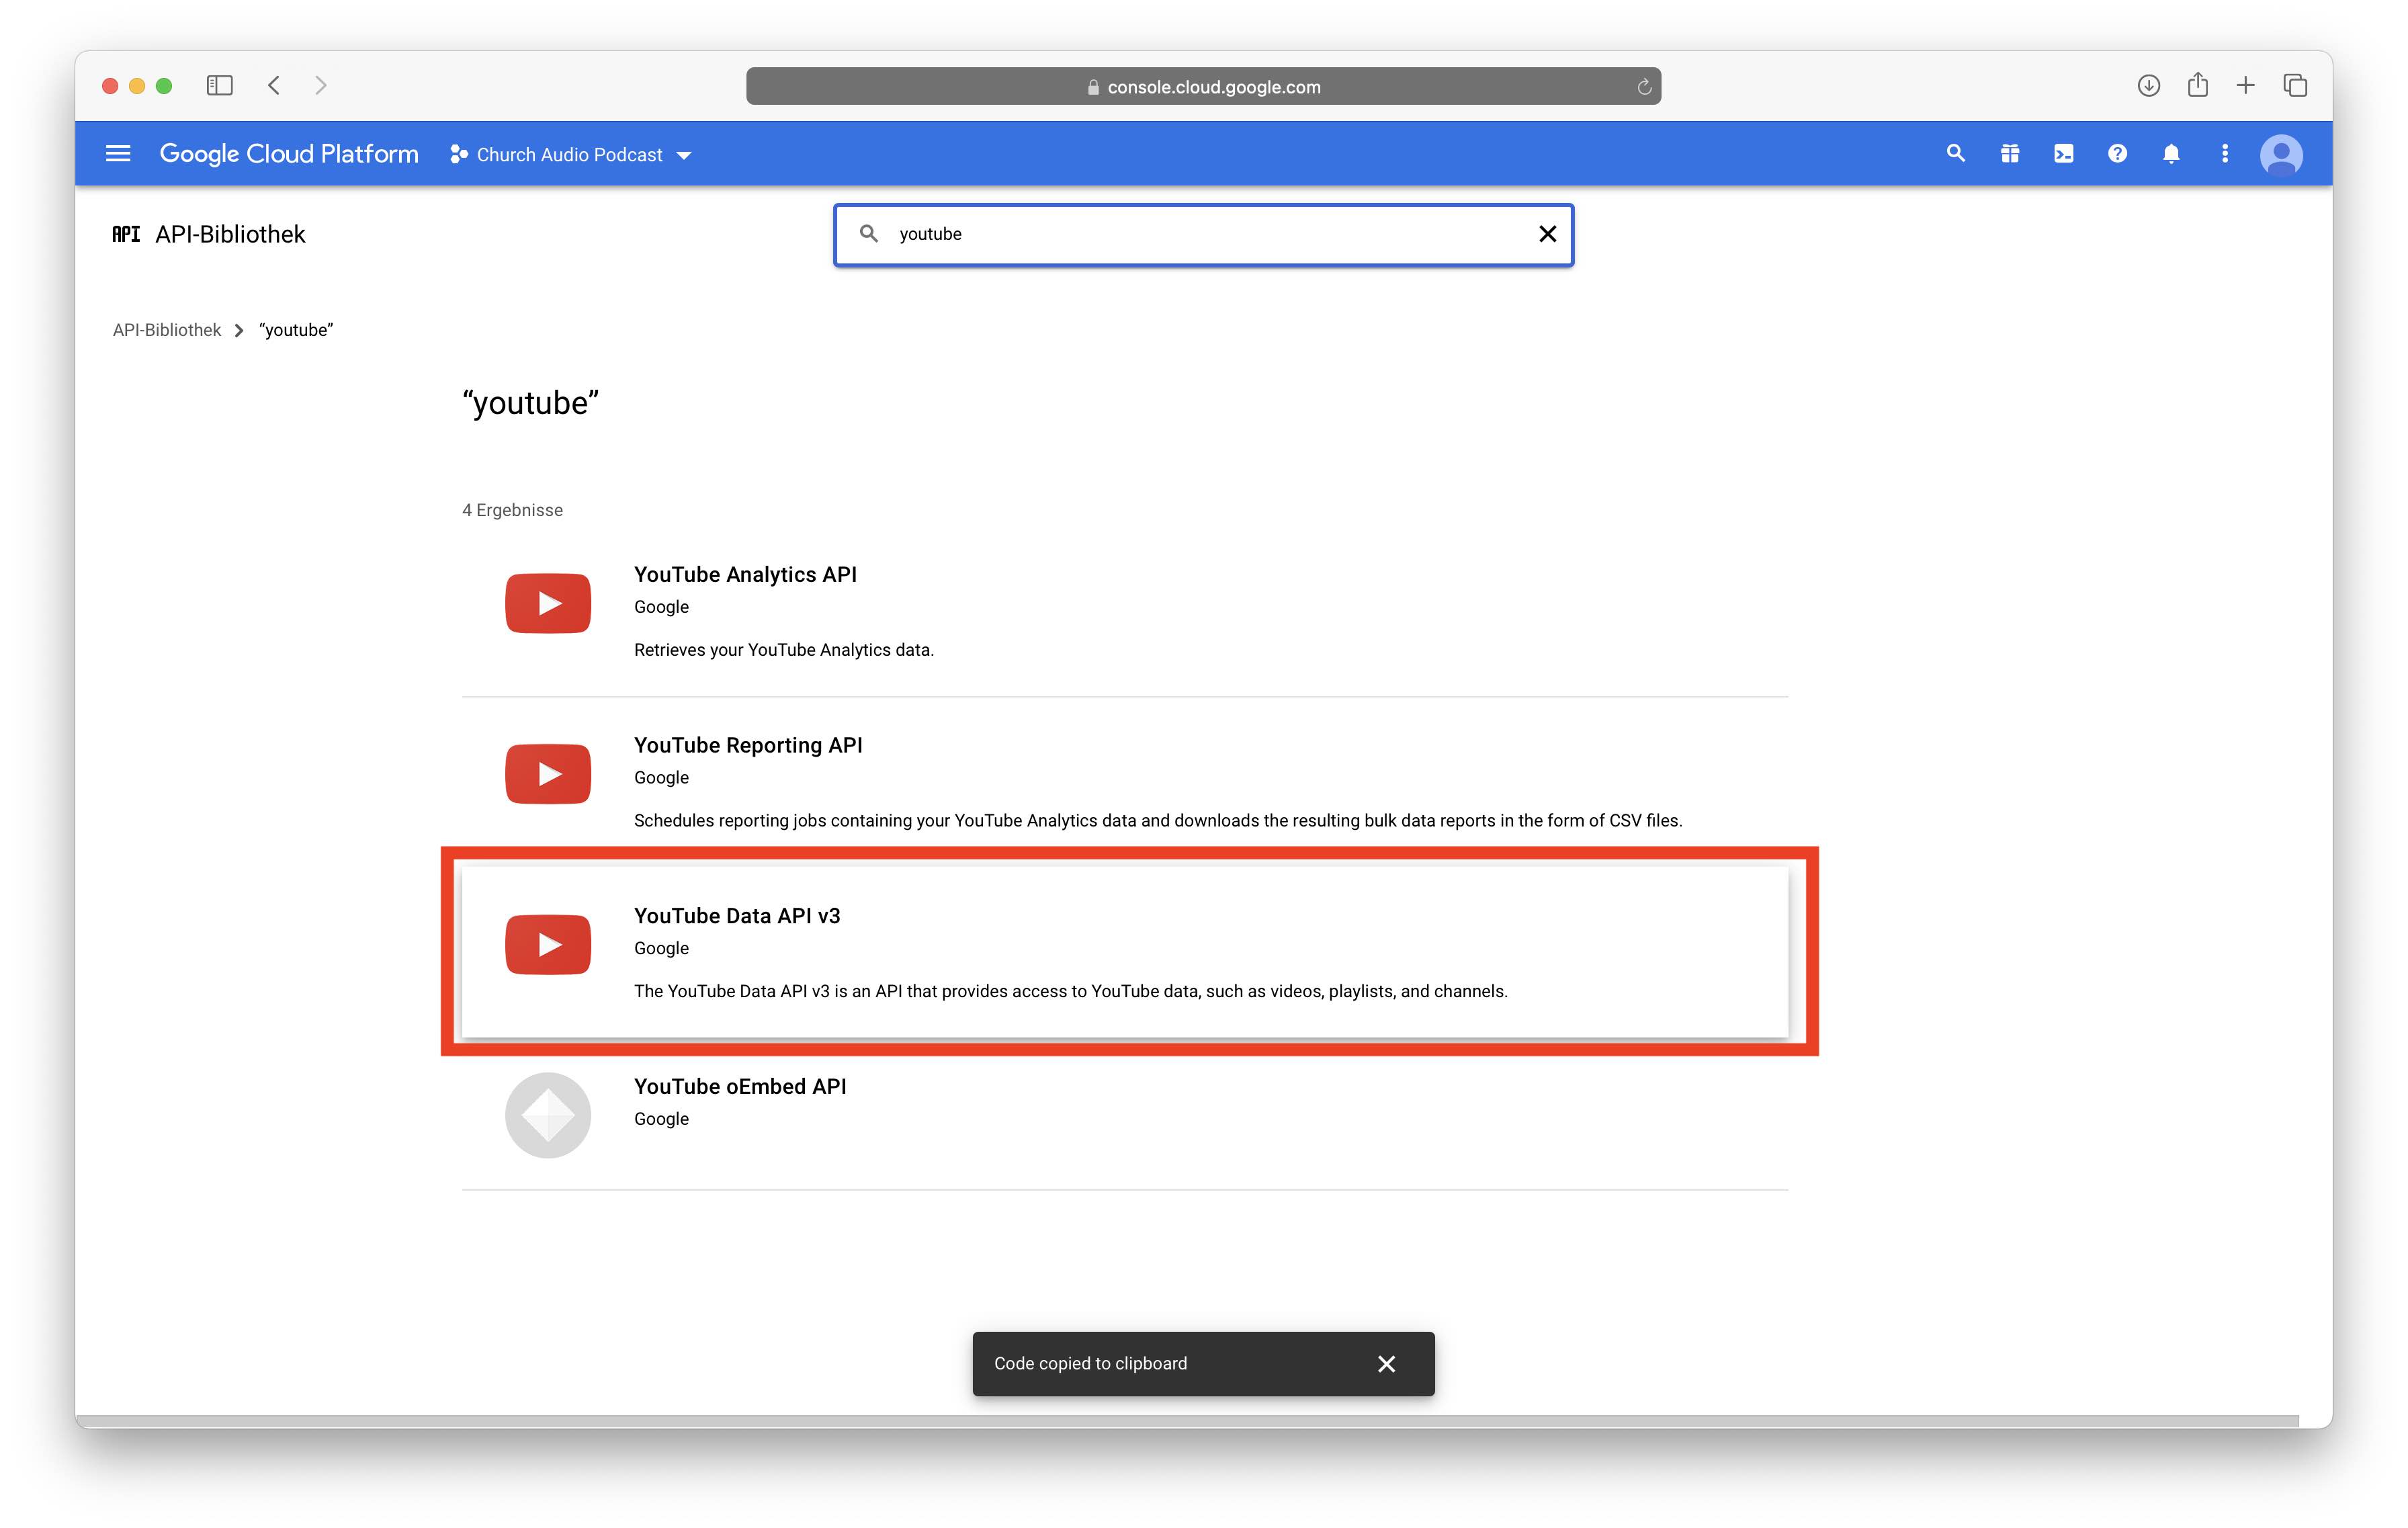 console.cloud.google.com
Google Cloud Platform
Church Audio Podcast
API API-Bibliothek
youtube
API-Bibliothek
“youtube”
“youtube”
4 Ergebnisse
YouTube Analytics API
Google
Retrieves your YouTube Analytics data.
YouTube Reporting API
Google
Schedules reporting jobs containing your YouTube Analytics data and downloads the resulting bulk data reports in the form of CSV files.
YouTube Data API v3
Google
The YouTube Data API v3 is an API that provides access to YouTube data, such as videos, playlists, and channels.
YouTube oEmbed API
Google
Code copied to clipboard